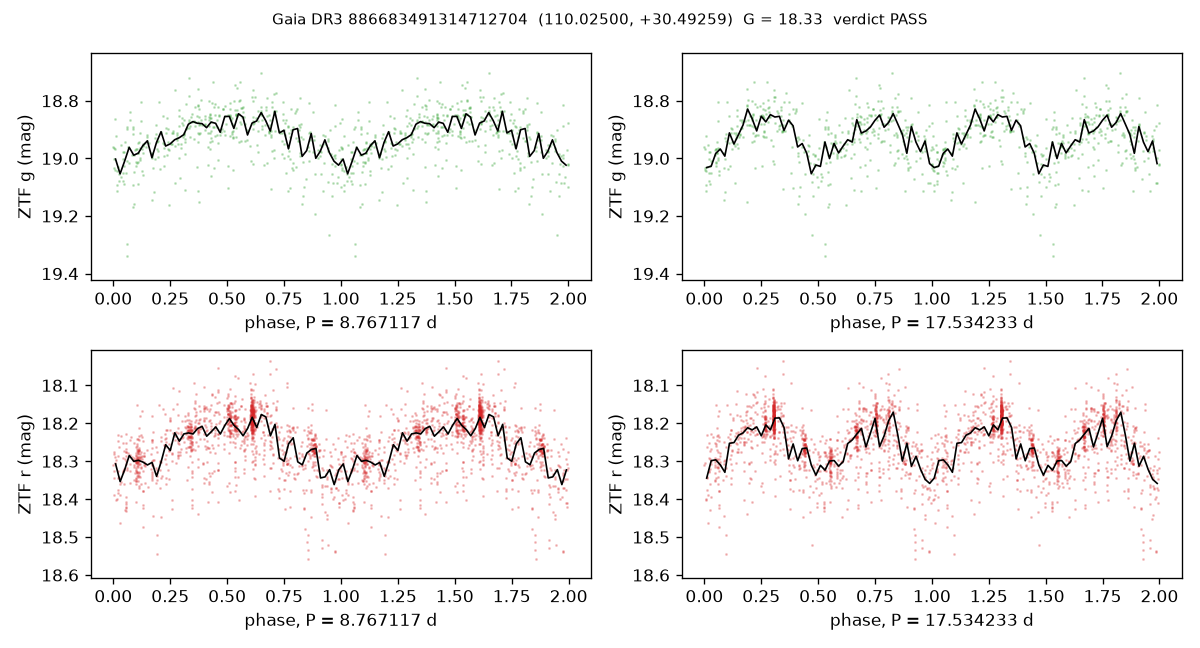 Gaia DR3 886683491314712704 (110.02500, +30.49259) G = 18.33 verdict PASS
ZTF g (mag)
18.8
19.0
19.2
19.4
0.00 0.25 0.50 0.75 1.00 1.25 1.50 1.75 2.00
phase, P = 8.767117 d
ZTF g (mag)
18.8
19.0
19.2
19.4
0.00 0.25 0.50 0.75 1.00 1.25 1.50 1.75 2.00
phase, P = 17.534233 d
ZTF r (mag)
18.1
18.2
18.3
18.4
18.5
18.6
0.00 0.25 0.50 0.75 1.00 1.25 1.50 1.75 2.00
phase, P = 8.767117 d
ZTF r (mag)
18.1
18.2
18.3
18.4
18.5
18.6
0.00 0.25 0.50 0.75 1.00 1.25 1.50 1.75 2.00
phase, P = 17.534233 d